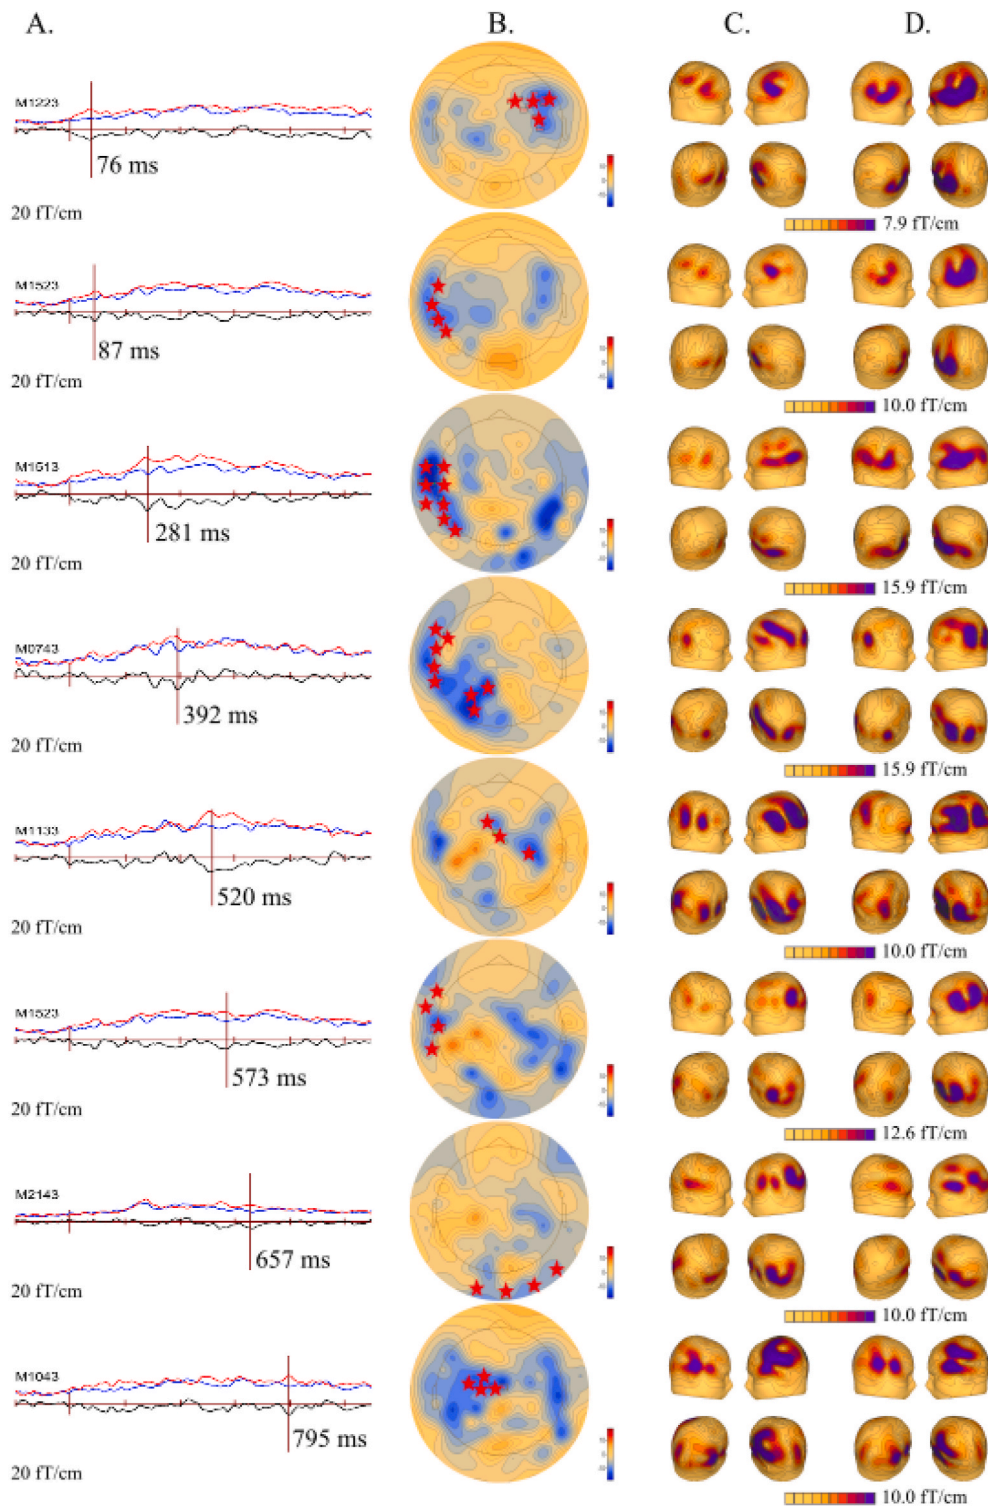 A. B. C. D.
M1223
76 ms
20 fT/cm
7.9 fT/cm
M1523
87 ms
20 fT/cm
10.0 fT/cm
M1513
281 ms
20 fT/cm
15.9 fT/cm
M0743
392 ms
20 fT/cm
15.9 fT/cm
M1133
520 ms
20 fT/cm
10.0 fT/cm
M1523
573 ms
20 fT/cm
12.6 fT/cm
M2143
657 ms
20 fT/cm
10.0 fT/cm
M1043
795 ms
20 fT/cm
10.0 fT/cm